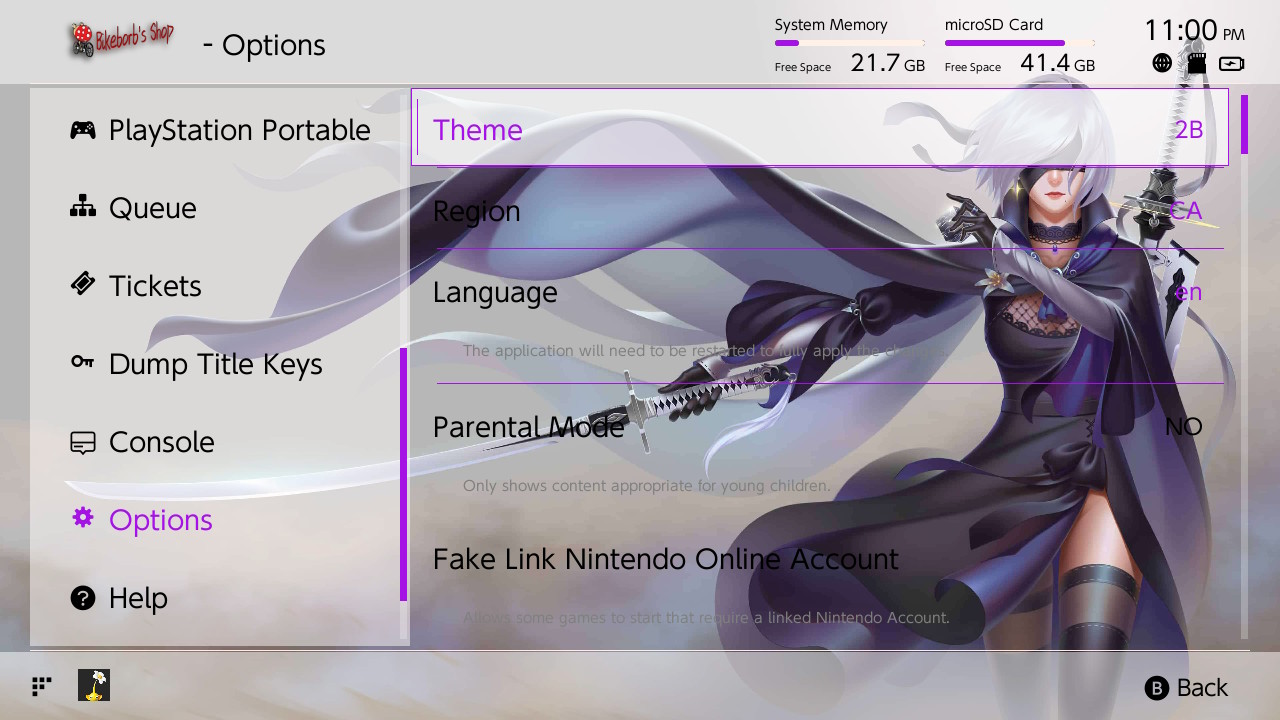 Bikeborb's Shop
- Options
System Memory
Free Space 21.7 GB
microSD Card
Free Space 41.4 GB
11:00 PM
PlayStation Portable
Queue
Tickets
Dump Title Keys
Console
Options
Help
Theme 2B
Region CA
Language en
The application will need to be restarted to fully apply the
Parental Mode NO
Only shows content appropriate for young children.
Fake Link Nintendo Online Account
Allows some games to start that require a linked Nintendo Account.
B Back